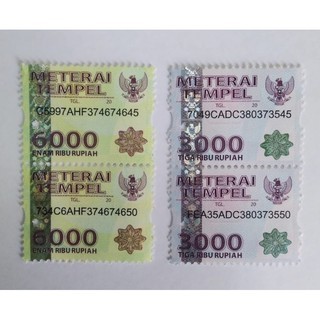 METERAI
TEMPEL
TGL. 20
C5997AHF374674645
6000
ENAM RIBU RUPIAH
METERAI
TEMPEL
TGL. 20
734C6AHF374674650
6000
ENAM RIBU RUPIAH
METERAI
TEMPEL
TGL. 20
7049CADC380373545
3000
TIGA RIBU RUPIAH
METERAI
TEMPEL
TGL. 20
FEA35ADC380373550
3000
TIGA RIBU RUPIAH